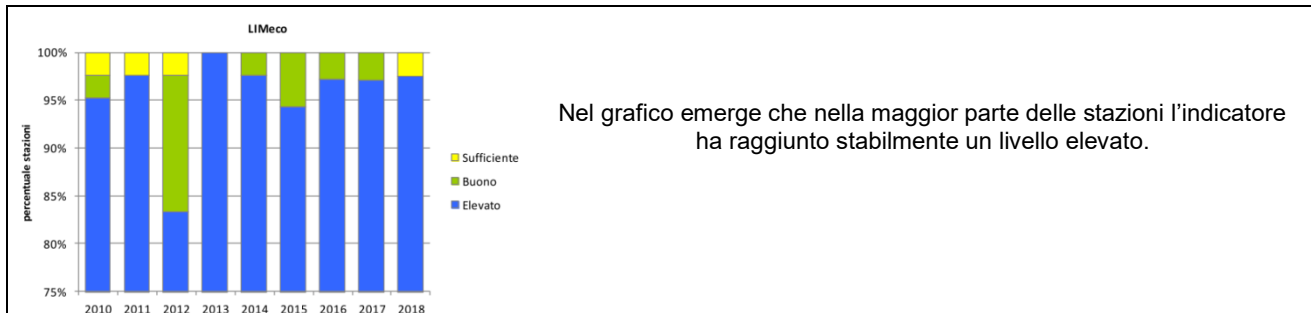 LIMeco
100%
95%
90%
85%
80%
75%
percentuale stazioni
2010 2011 2012 2013 2014 2015 2016 2017 2018
Sufficiente
Buono
Elevato
Nel grafico emerge che nella maggior parte delle stazioni l’indicatore
ha raggiunto stabilmente un livello elevato.